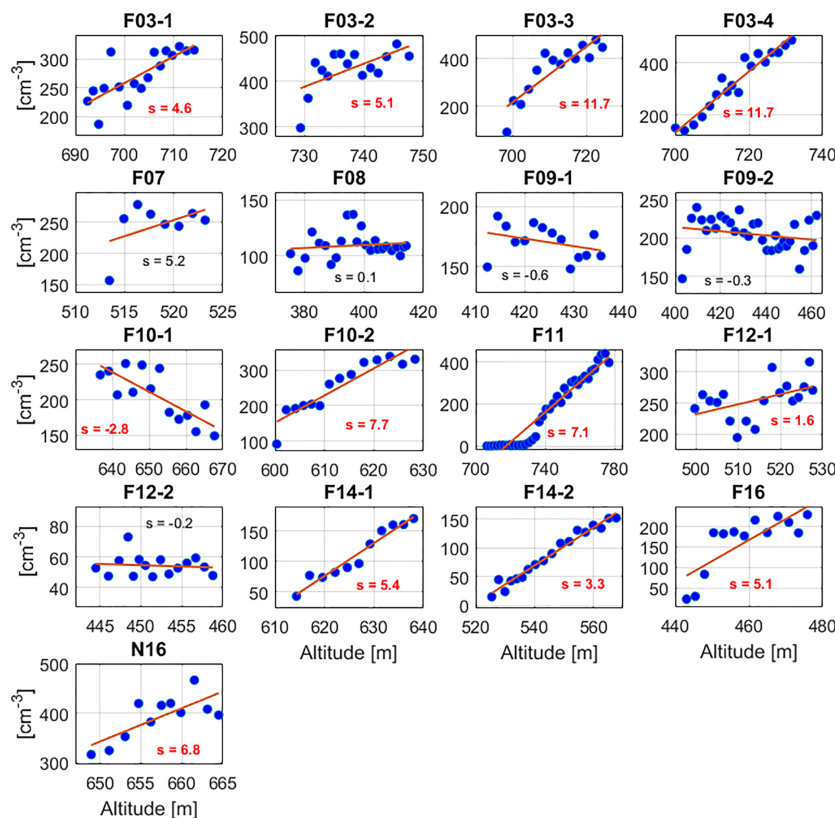 F03-1 F03-2 F03-3 F03-4
[cm⁻³]
300
250
200
s = 4.6
690 700 710 720
500
400
300
s = 5.1
730 740 750
400
200
s = 11.7
700 720
400
200
s = 11.7
700 720 740
F07 F08 F09-1 F09-2
[cm⁻³]
250
200
150
s = 5.2
510 515 520 525
150
100
50
s = 0.1
380 400 420
200
150
s = -0.6
410 420 430 440
250
200
150
s = -0.3
400 420 440 460
F10-1 F10-2 F11 F12-1
[cm⁻³]
250
200
150
s = -2.8
640 650 660 670
300
200
100
s = 7.7
600 610 620 630
400
300
200
100
0
s = 7.1
700 740 780
300
250
200
s = 1.6
500 510 520 530
F12-2 F14-1 F14-2 F16
[cm⁻³]
80
60
40
s = -0.2
445 450 455 460
150
100
50
s = 5.4
610 620 630 640
150
100
50
0
s = 3.3
520 540 560
200
150
100
50
s = 5.1
440 460 480
Altitude [m] Altitude [m] Altitude [m]
N16
[cm⁻³]
500
400
300
s = 6.8
650 655 660 665
Altitude [m]